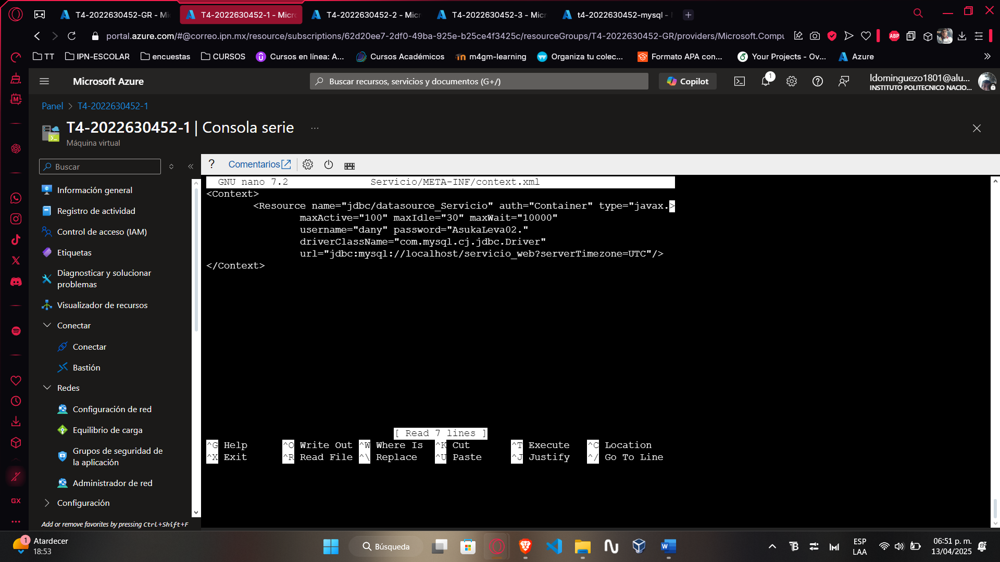 T4-2022630452-GR - Mi
T4-2022630452-1 - Micro
T4-2022630452-2 - Micr
T4-2022630452-3 - Micr
t4-2022630452-mysql -
portal.azure.com/#@correo.ipn.mx/resource/subscriptions/62d20ee7-2df0-49ba-925e-b25ce4f3425c/resourceGroups/T4-2022630452-GR/providers/Microsoft.Compu
ABP
TT
IPN-ESCOLAR
encuestas
CURSOS
Cursos en línea: A...
Cursos Académicos
m4gm-learning
Organiza tu colec...
Formato APA con...
Your Projects - Ov...
Azure
Microsoft Azure
Buscar recursos, servicios y documentos (G+/)
Copilot
1
ldominguezo1801@alu...
INSTITUTO POLITECNICO NACIO...
Panel > T4-2022630452-1
T4-2022630452-1 | Consola serie ...
Máquina virtual
Buscar
? Comentarios
Información general
Registro de actividad
Control de acceso (IAM)
Etiquetas
Diagnosticar y solucionar
problemas
Visualizador de recursos
Conectar
Conectar
Bastión
Redes
Configuración de red
Equilibrio de carga
Grupos de seguridad de
la aplicación
Administrador de red
Configuración
Add or remove favorites by pressing Ctrl+Shift+F
GX
GNU nano 7.2 Servicio/META-INF/context.xml
<Context>
<Resource name="jdbc/datasource_Servicio" auth="Container" type="javax.>
maxActive="100" maxIdle="30" maxWait="10000"
username="dany" password="AsukaLeva02."
driverClassName="com.mysql.cj.jdbc.Driver"
url="jdbc:mysql://localhost/servicio_web?serverTimezone=UTC"/>
</Context>
[ Read 7 lines ]
^G Help ^O Write Out ^W Where Is ^K Cut ^T Execute ^C Location
^X Exit ^R Read File ^\ Replace ^U Paste ^J Justify ^/ Go To Line
1
Atardecer
18:53
Búsqueda
ESP
LAA
06:51 p. m.
13/04/2025